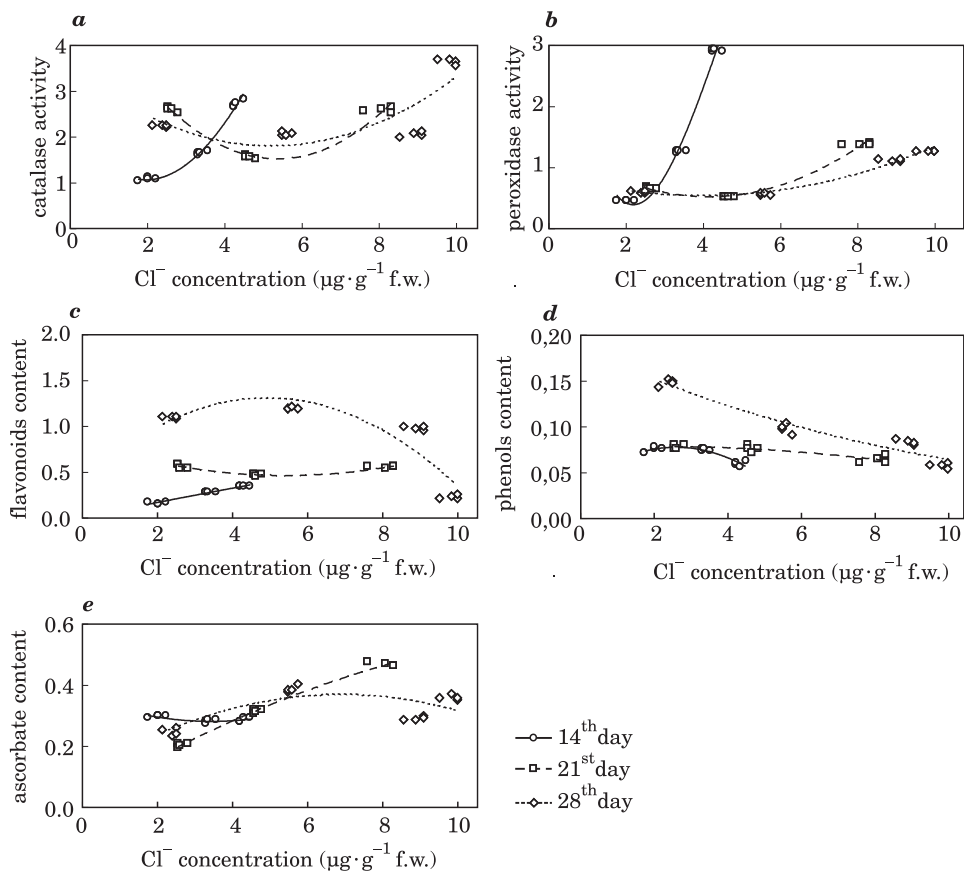 a
catalase activity
4
3
2
1
0
0 2 4 6 8 10
Cl⁻ concentration (µg·g⁻¹ f.w.)
b
peroxidase activity
3
2
1
0
0 2 4 6 8 10
Cl⁻ concentration (µg·g⁻¹ f.w.)
c
flavonoids content
2.0
1.5
1.0
0.5
0.0
0 2 4 6 8 10
Cl⁻ concentration (µg·g⁻¹ f.w.)
d
phenols content
0,20
0,15
0,10
0,05
0,00
0 2 4 6 8 10
Cl⁻ concentration (µg·g⁻¹ f.w.)
e
ascorbate content
0.6
0.4
0.2
0.0
0 2 4 6 8 10
Cl⁻ concentration (µg·g⁻¹ f.w.)
14th day
21st day
28th day